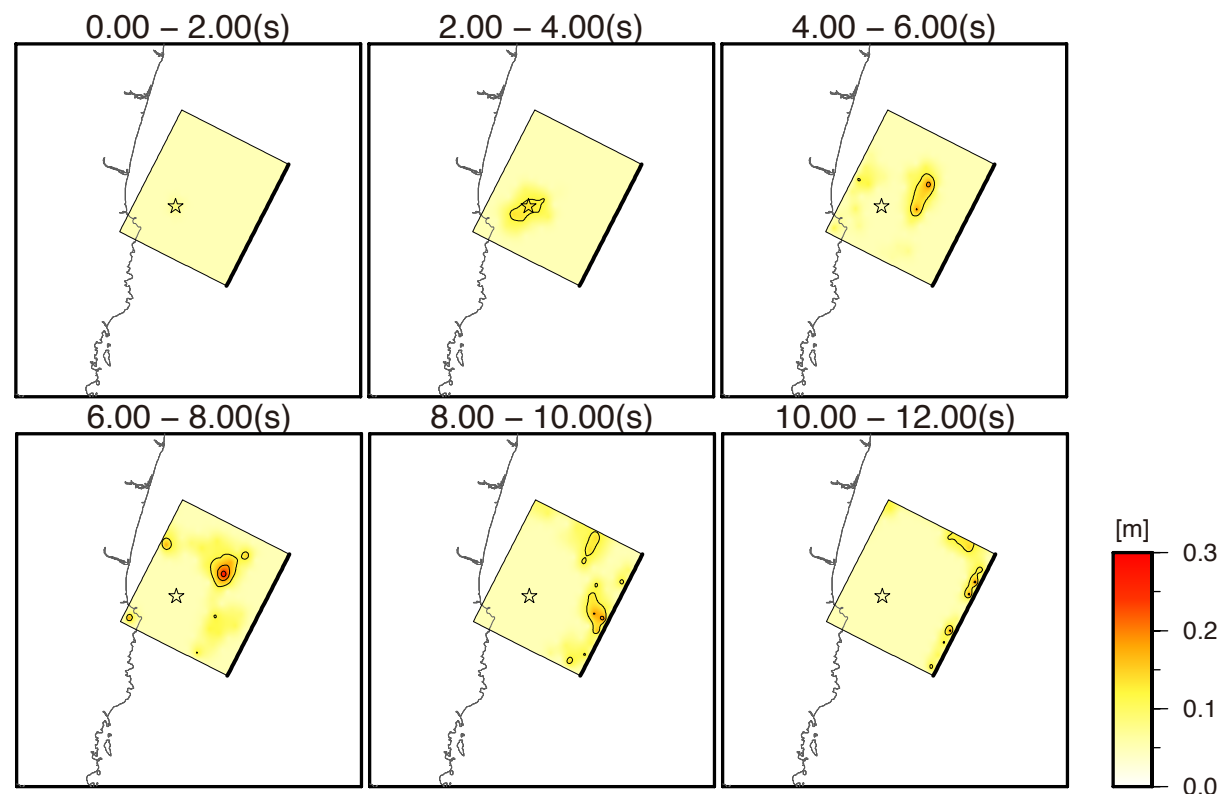 0.00 – 2.00(s)
2.00 – 4.00(s)
4.00 – 6.00(s)
6.00 – 8.00(s)
8.00 – 10.00(s)
10.00 – 12.00(s)
[m]
0.3
0.2
0.1
0.0